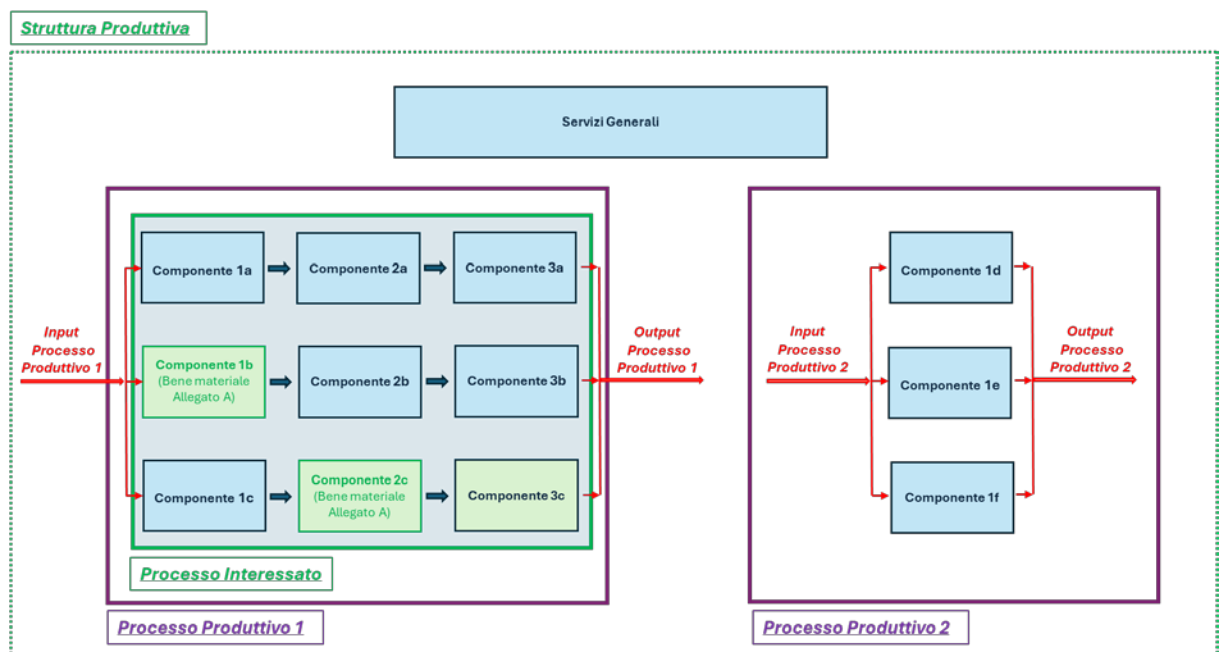 Struttura Produttiva
Servizi Generali
Componente 1a
Componente 2a
Componente 3a
Input
Processo
Produttivo 1
Componente 1b
(Bene materiale
Allegato A)
Componente 2b
Componente 3b
Output
Processo
Produttivo 1
Componente 1c
Componente 2c
(Bene materiale
Allegato A)
Componente 3c
Processo Interessato
Processo Produttivo 1
Componente 1d
Input
Processo
Produttivo 2
Componente 1e
Output
Processo
Produttivo 2
Componente 1f
Processo Produttivo 2